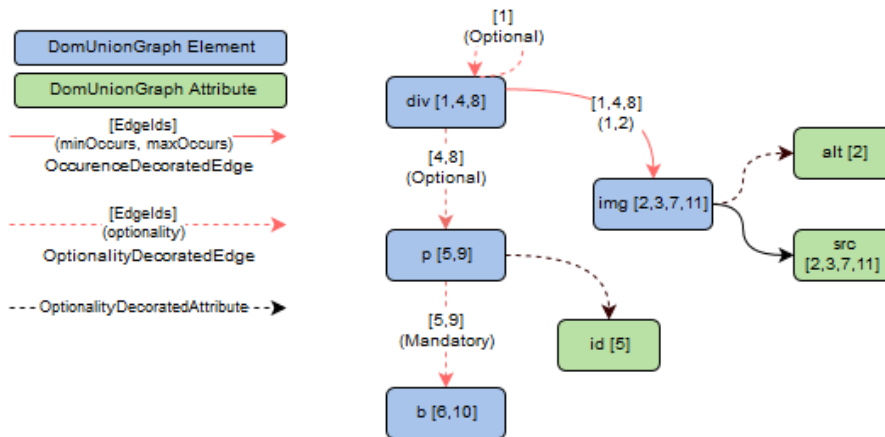 DomUnionGraph Element
DomUnionGraph Attribute
[EdgeIds]
(minOccurs, maxOccurs)
OccurenceDecoratedEdge
[EdgeIds]
(optionality)
OptionalityDecoratedEdge
OptionalityDecoratedAttribute
[1]
(Optional)
div [1,4,8]
[1,4,8]
(1,2)
[4,8]
(Optional)
alt [2]
img [2,3,7,11]
src
[2,3,7,11]
p [5,9]
[5,9]
(Mandatory)
id [5]
b [6,10]